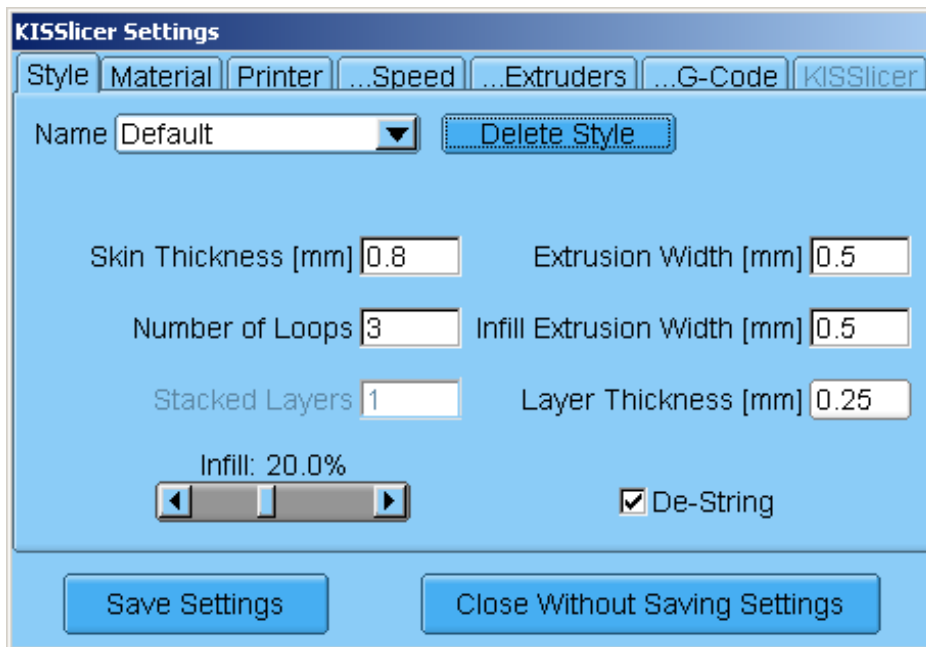 KISSlicer Settings
Style Material Printer ...Speed ...Extruders ...G-Code KISSlicer
Name Default Delete Style
Skin Thickness [mm] 0.8 Extrusion Width [mm] 0.5
Number of Loops 3 Infill Extrusion Width [mm] 0.5
Stacked Layers 1 Layer Thickness [mm] 0.25
Infill: 20.0%
De-String
Save Settings Close Without Saving Settings